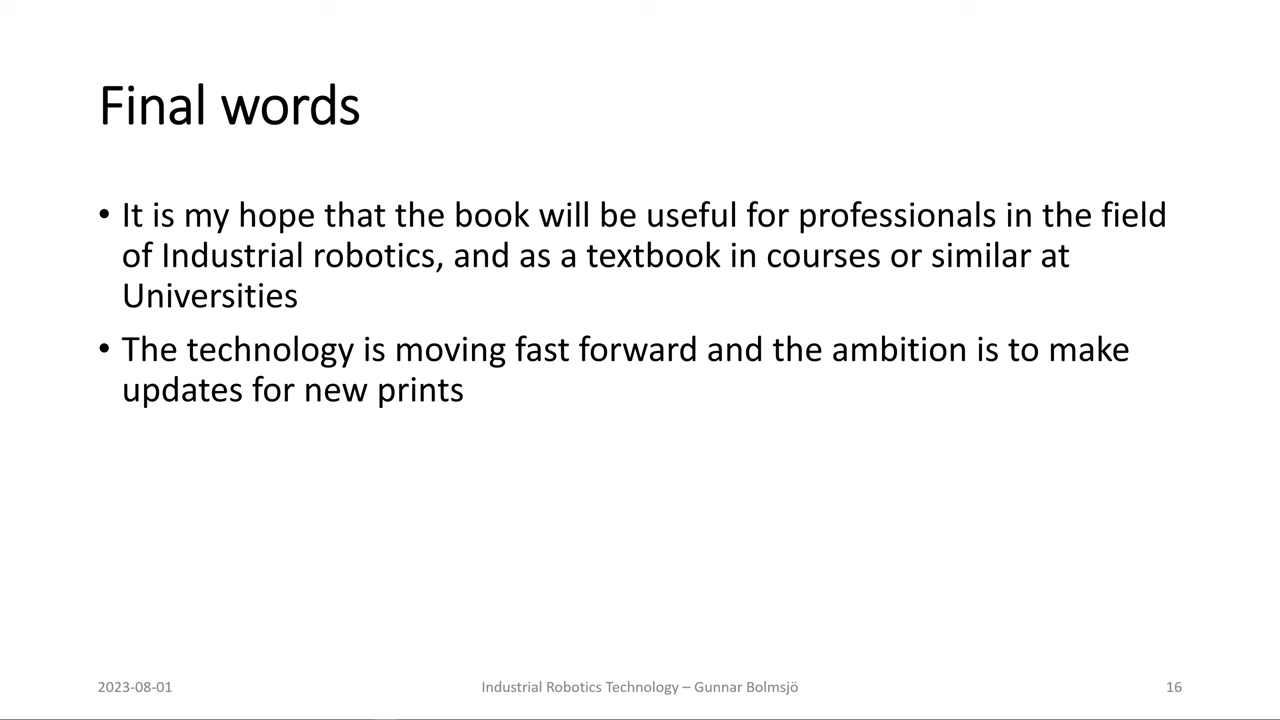 Final words
• It is my hope that the book will be useful for professionals in the field
of Industrial robotics, and as a textbook in courses or similar at
Universities
• The technology is moving fast forward and the ambition is to make
updates for new prints
2023-08-01
Industrial Robotics Technology – Gunnar Bolmsjö
16